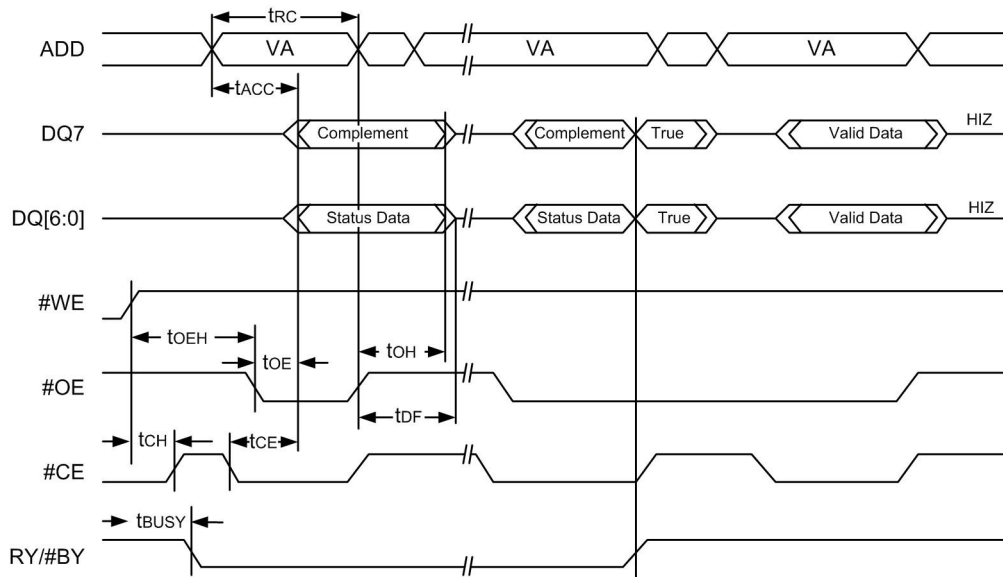 tRC
ADD VA VA VA
tACC
DQ7 Complement Complement True Valid Data HIZ
DQ[6:0] Status Data Status Data True Valid Data HIZ
#WE
tOEH
tOE tOH
#OE
tDF
tCH tCE
#CE
tBUSY
RY/#BY